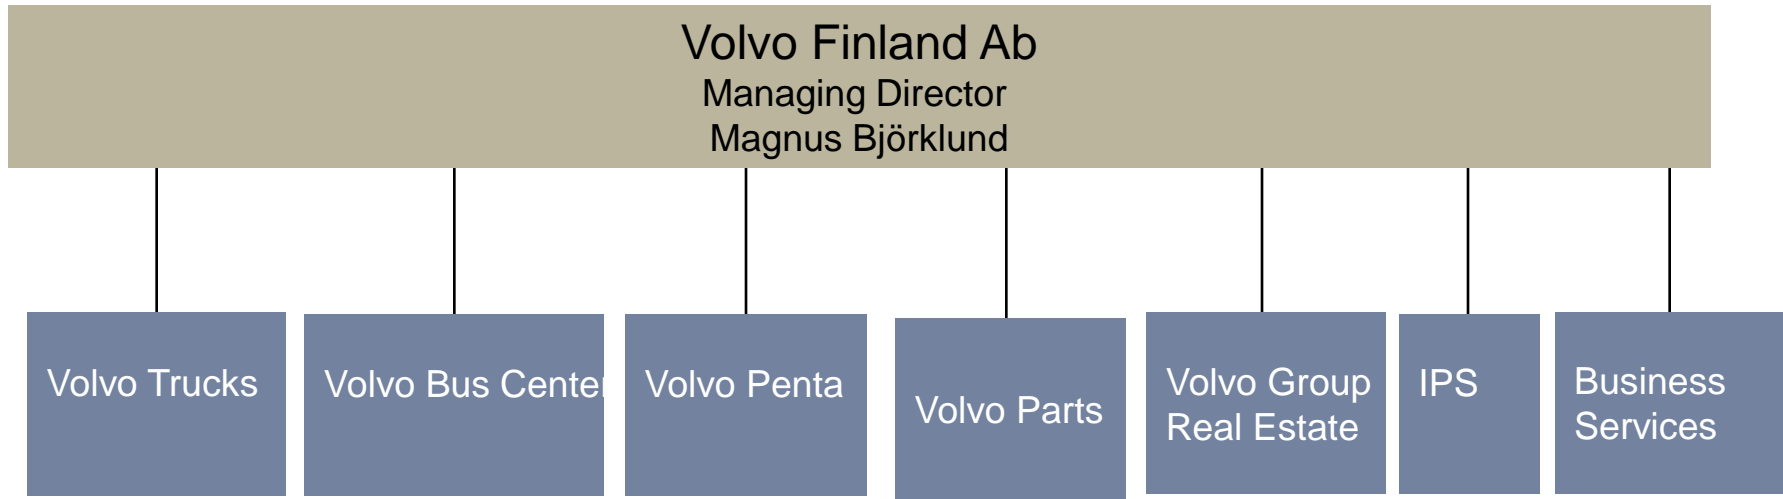 Volvo Finland Ab
Managing Director
Magnus Björklund
Volvo Trucks
Volvo Bus Center
Volvo Penta
Volvo Parts
Volvo Group
Real Estate
IPS
Business
Services